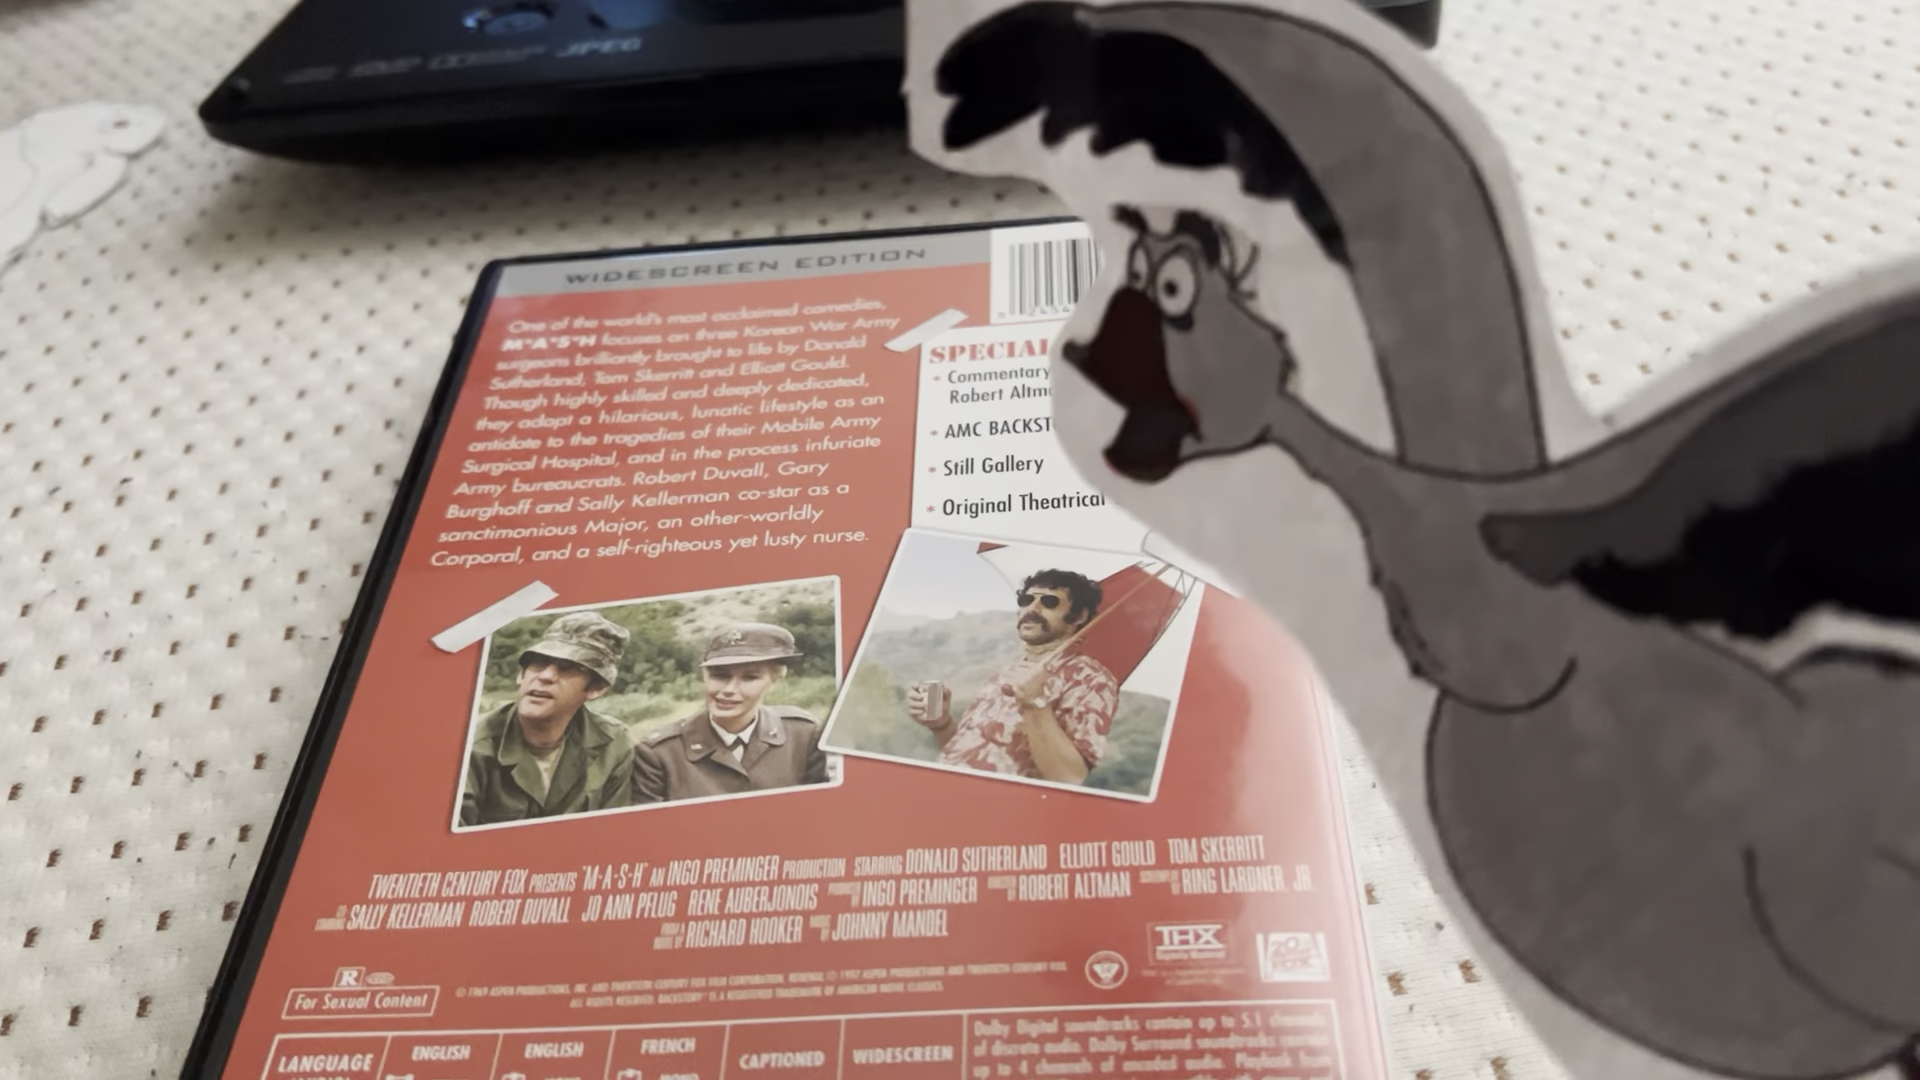 JPEG
WIDESCREEN EDITION
One of the world's most acclaimed comedies,
M*A*S*H focuses on three Korean War Army
surgeons brilliantly brought to life by Donald
Sutherland, Tom Skerritt and Elliott Gould.
Though highly skilled and deeply dedicated,
they adopt a hilarious, lunatic lifestyle as an
antidote to the tragedies of their Mobile Army
Surgical Hospital, and in the process infuriate
Army bureaucrats. Robert Duvall, Gary
Burghoff and Sally Kellerman co-star as a
sanctimonious Major, an other-worldly
Corporal, and a self-righteous yet lusty nurse.
SPECIAL
* Commentary
Robert Altm
* AMC BACKST
* Still Gallery
* Original Theatrical
TWENTIETH CENTURY FOX PRESENTS "M-A-S-H" AN INGO PREMINGER PRODUCTION STARRING DONALD SUTHERLAND ELLIOTT GOULD TOM SKERRITT
SALLY KELLERMAN ROBERT DUVALL JO ANN PFLUG RENE AUBERJONOIS INGO PREMINGER ROBERT ALTMAN RING LARDNER, JR.
RICHARD HOOKER JOHNNY MANDEL
THX
R
For Sexual Content
ALL RIGHTS RESERVED.
LANGUAGE
ENGLISH
ENGLISH
FRENCH
CAPTIONED
WIDESCREEN
Dolby Digital soundtracks contain up to 5.1 channels
of discrete audio. Dolby Surround soundtracks
up to 4 channels of encoded audio. Playback from